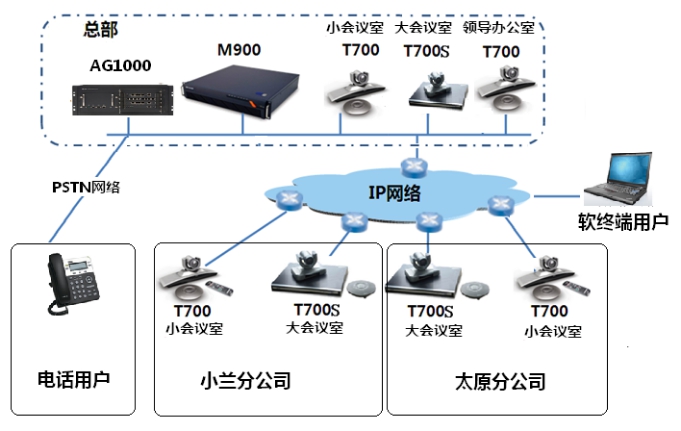 总部
AG1000
M900
小会议室
T700
大会议室
T700S
领导办公室
T700
PSTN网络
IP网络
软终端用户
电话用户
T700
小会议室
T700S
大会议室
小兰分公司
T700S
大会议室
T700
小会议室
太原分公司